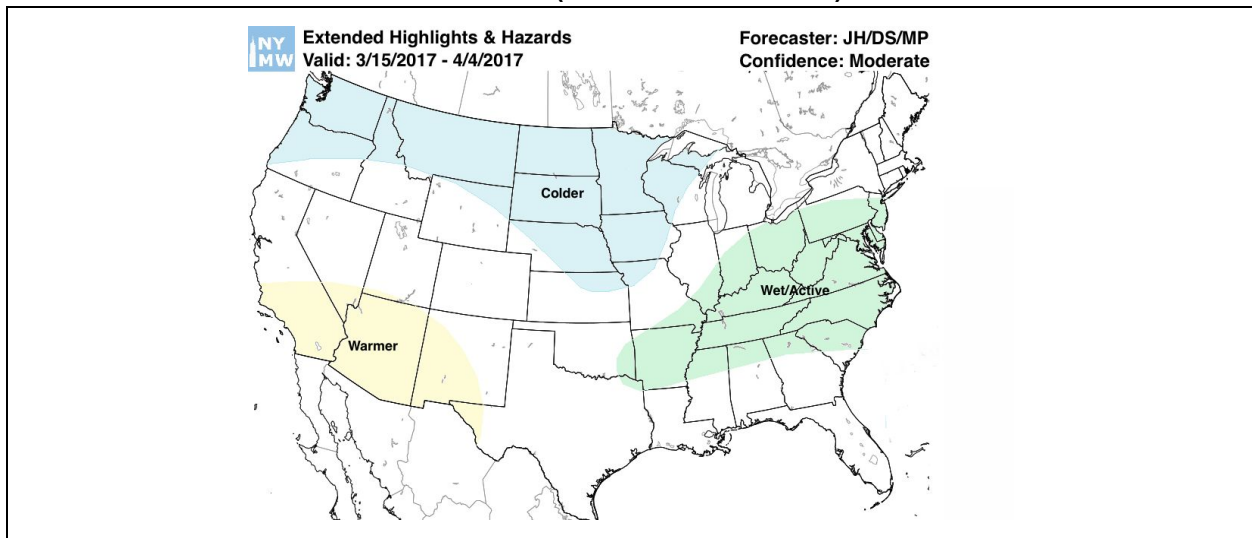 NY
MW
Extended Highlights & Hazards
Valid: 3/15/2017 - 4/4/2017
Forecaster: JH/DS/MP
Confidence: Moderate
Colder
Wet/Active
Warmer